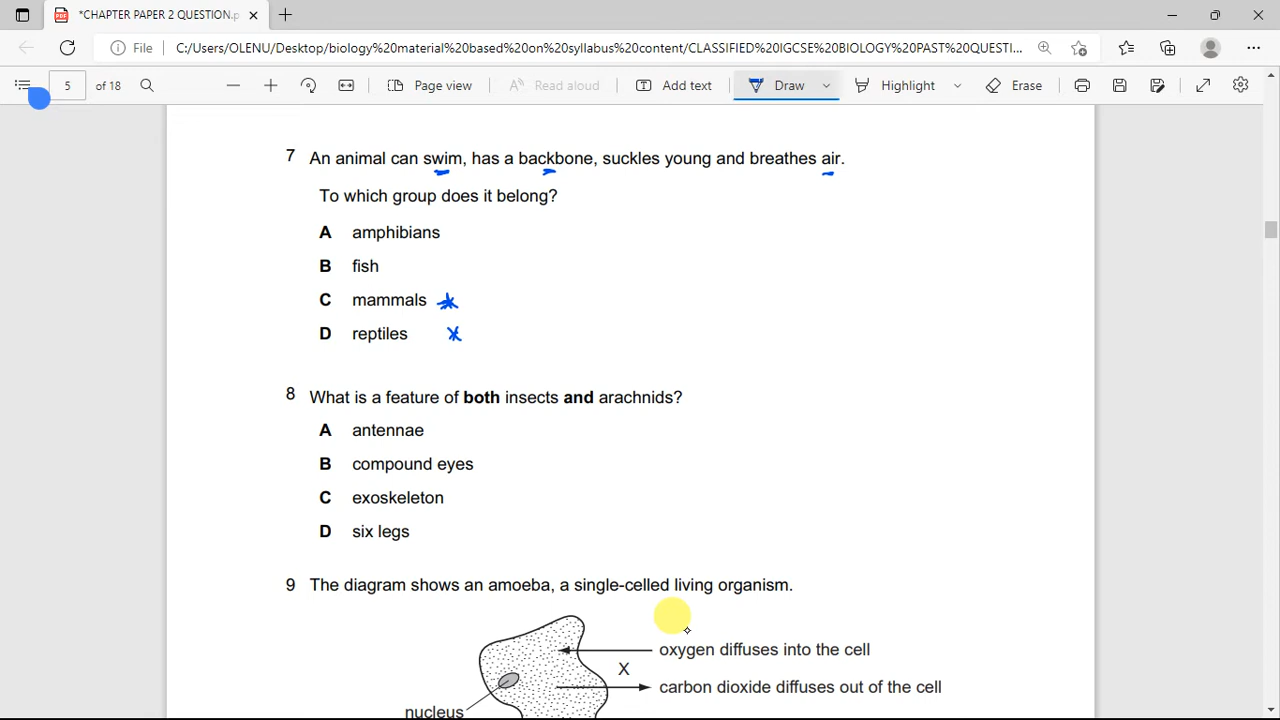 *CHAPTER PAPER 2 QUESTION.p
File
C:/Users/OLENU/Desktop/biology%20material%20based%20on%20syllabus%20content/CLASSIFIED%20IGCSE%20BIOLOGY%20PAST%20QUESTI...
5 of 18
Page view
Read aloud
Add text
Draw
Highlight
Erase
7 An animal can swim, has a backbone, suckles young and breathes air.
To which group does it belong?
A amphibians
B fish
C mammals
D reptiles
8 What is a feature of both insects and arachnids?
A antennae
B compound eyes
C exoskeleton
D six legs
9 The diagram shows an amoeba, a single-celled living organism.
oxygen diffuses into the cell
X
carbon dioxide diffuses out of the cell
nucleus